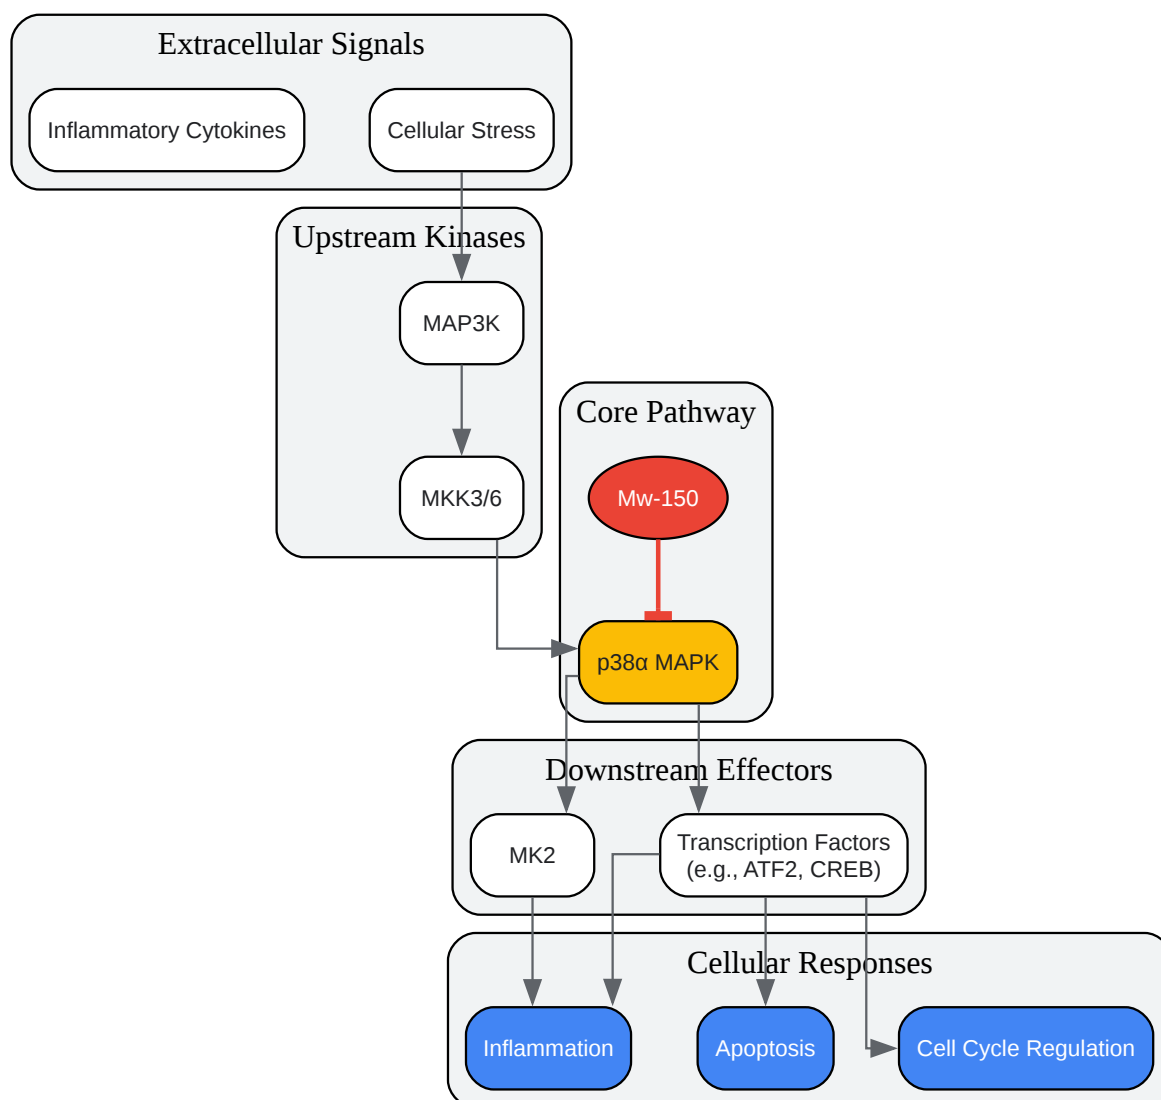 Extracellular Signals
Inflammatory Cytokines
Cellular Stress
Upstream Kinases
MAP3K
MKK3/6
Core Pathway
Mw-150
p38α MAPK
Downstream Effectors
MK2
Transcription Factors
(e.g., ATF2, CREB)
Cellular Responses
Inflammation
Apoptosis
Cell Cycle Regulation